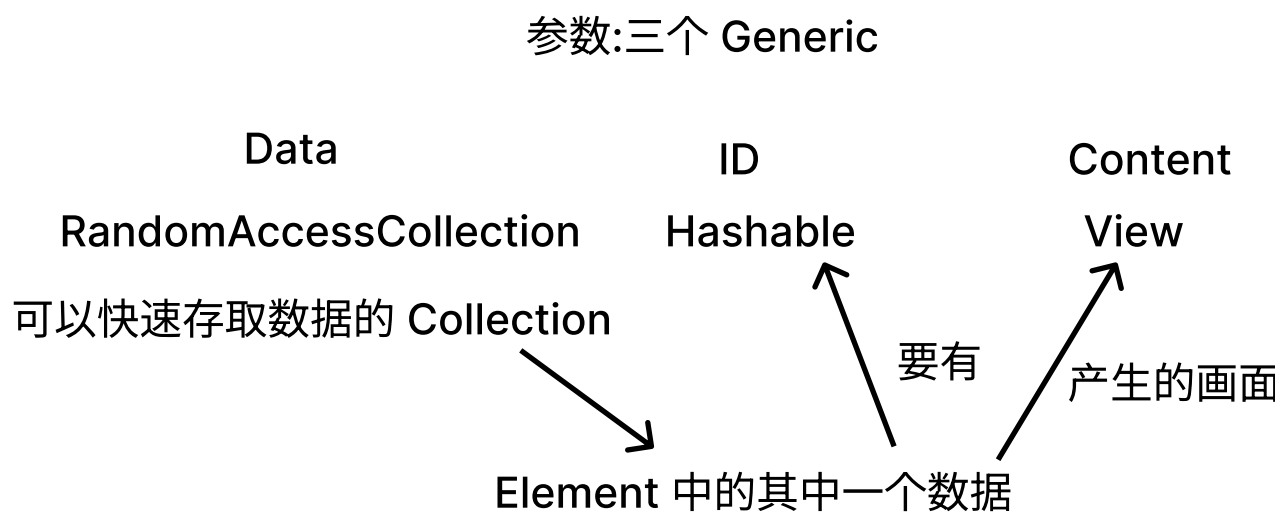 参数:三个 Generic
Data
ID
Content
RandomAccessCollection
Hashable
View
可以快速存取数据的 Collection
要有
产生的画面
Element 中的其中一个数据